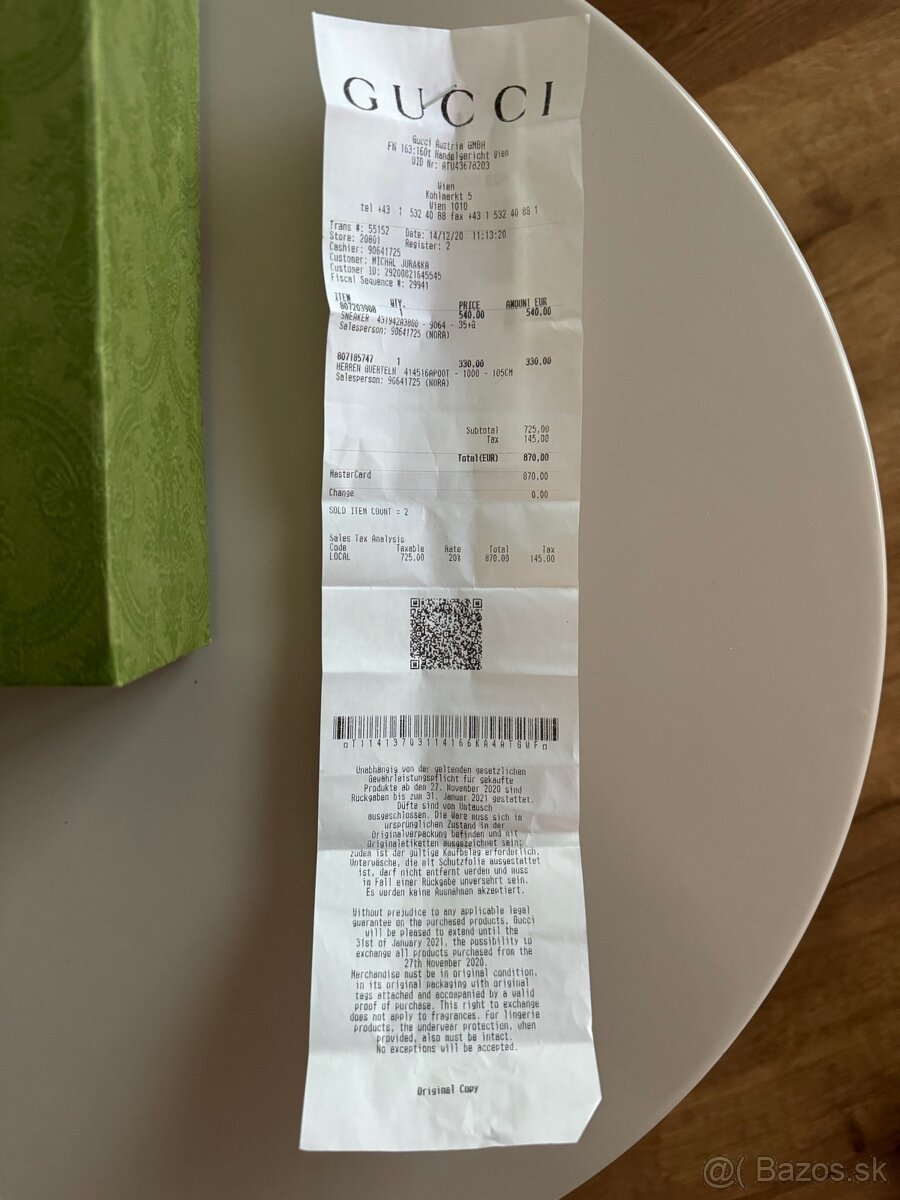 GUCCI
Gucci Austria GMBH
FN 163:160t Handelgericht Wien
UID Nr: ATU43678203
Wien
Kohlmarkt 5
Wien 1010
tel +43 1 532 40 88 fax +43 1 532 40 88 1
Trans #: 55152 Date: 14/12/20 11:13:20
Store: 20801 Register: 2
Cashier: 90641725
Customer: MICHAL JURASKA
Customer ID: 29200821645545
Fiscal Sequence #: 29941
ITEM QTY. PRICE AMOUNT EUR
807203908 1 540.00 540.00
SNEAKER 431942A38G0 - 9064 - 35+G
Salesperson: 90641725 (NORA)
807185747 1 330.00 330.00
HERREN GUERTELN 414516AP0OT - 1000 - 105CM
Salesperson: 90641725 (NORA)
Subtotal 725.00
Tax 145.00
Total(EUR) 870.00
MasterCard 870.00
Change 0.00
SOLD ITEM COUNT = 2
Sales Tax Analysis
Code Taxable Rate Total Tax
LOCAL 725.00 20% 870.00 145.00
Unabhängig von der geltenden gesetzlichen
Gewährleistungspflicht für gekaufte
Produkte ab dem 27. November 2020 sind
Rückgaben bis zum 31. Januar 2021 gestattet.
Düfte sind vom Umtausch
ausgeschlossen. Die Ware muss sich im
ursprünglichen Zustand in der
Originalverpackung befinden und mit
Originaletiketten ausgezeichnet sein;
zudem ist der gültige Kaufbeleg erforderlich.
Unterwäsche, die mit Schutzfolie ausgestattet
ist, darf nicht entfernt werden und muss
im Fall einer Rückgabe unversehrt sein.
Es werden keine Ausnahmen akzeptiert.
Without prejudice to any applicable legal
guarantee on the purchased products, Gucci
will be pleased to extend until the
31st of January 2021, the possibility to
exchange all products purchased from the
27th November 2020.
Merchandise must be in original condition,
in its original packaging with original
tags attached and accompanied by a valid
proof of purchase. This right to exchange
does not apply to fragrances. For lingerie
products, the underwear protection, when
provided, also must be intact.
No exceptions will be accepted.
Original Copy
@( Bazos.sk